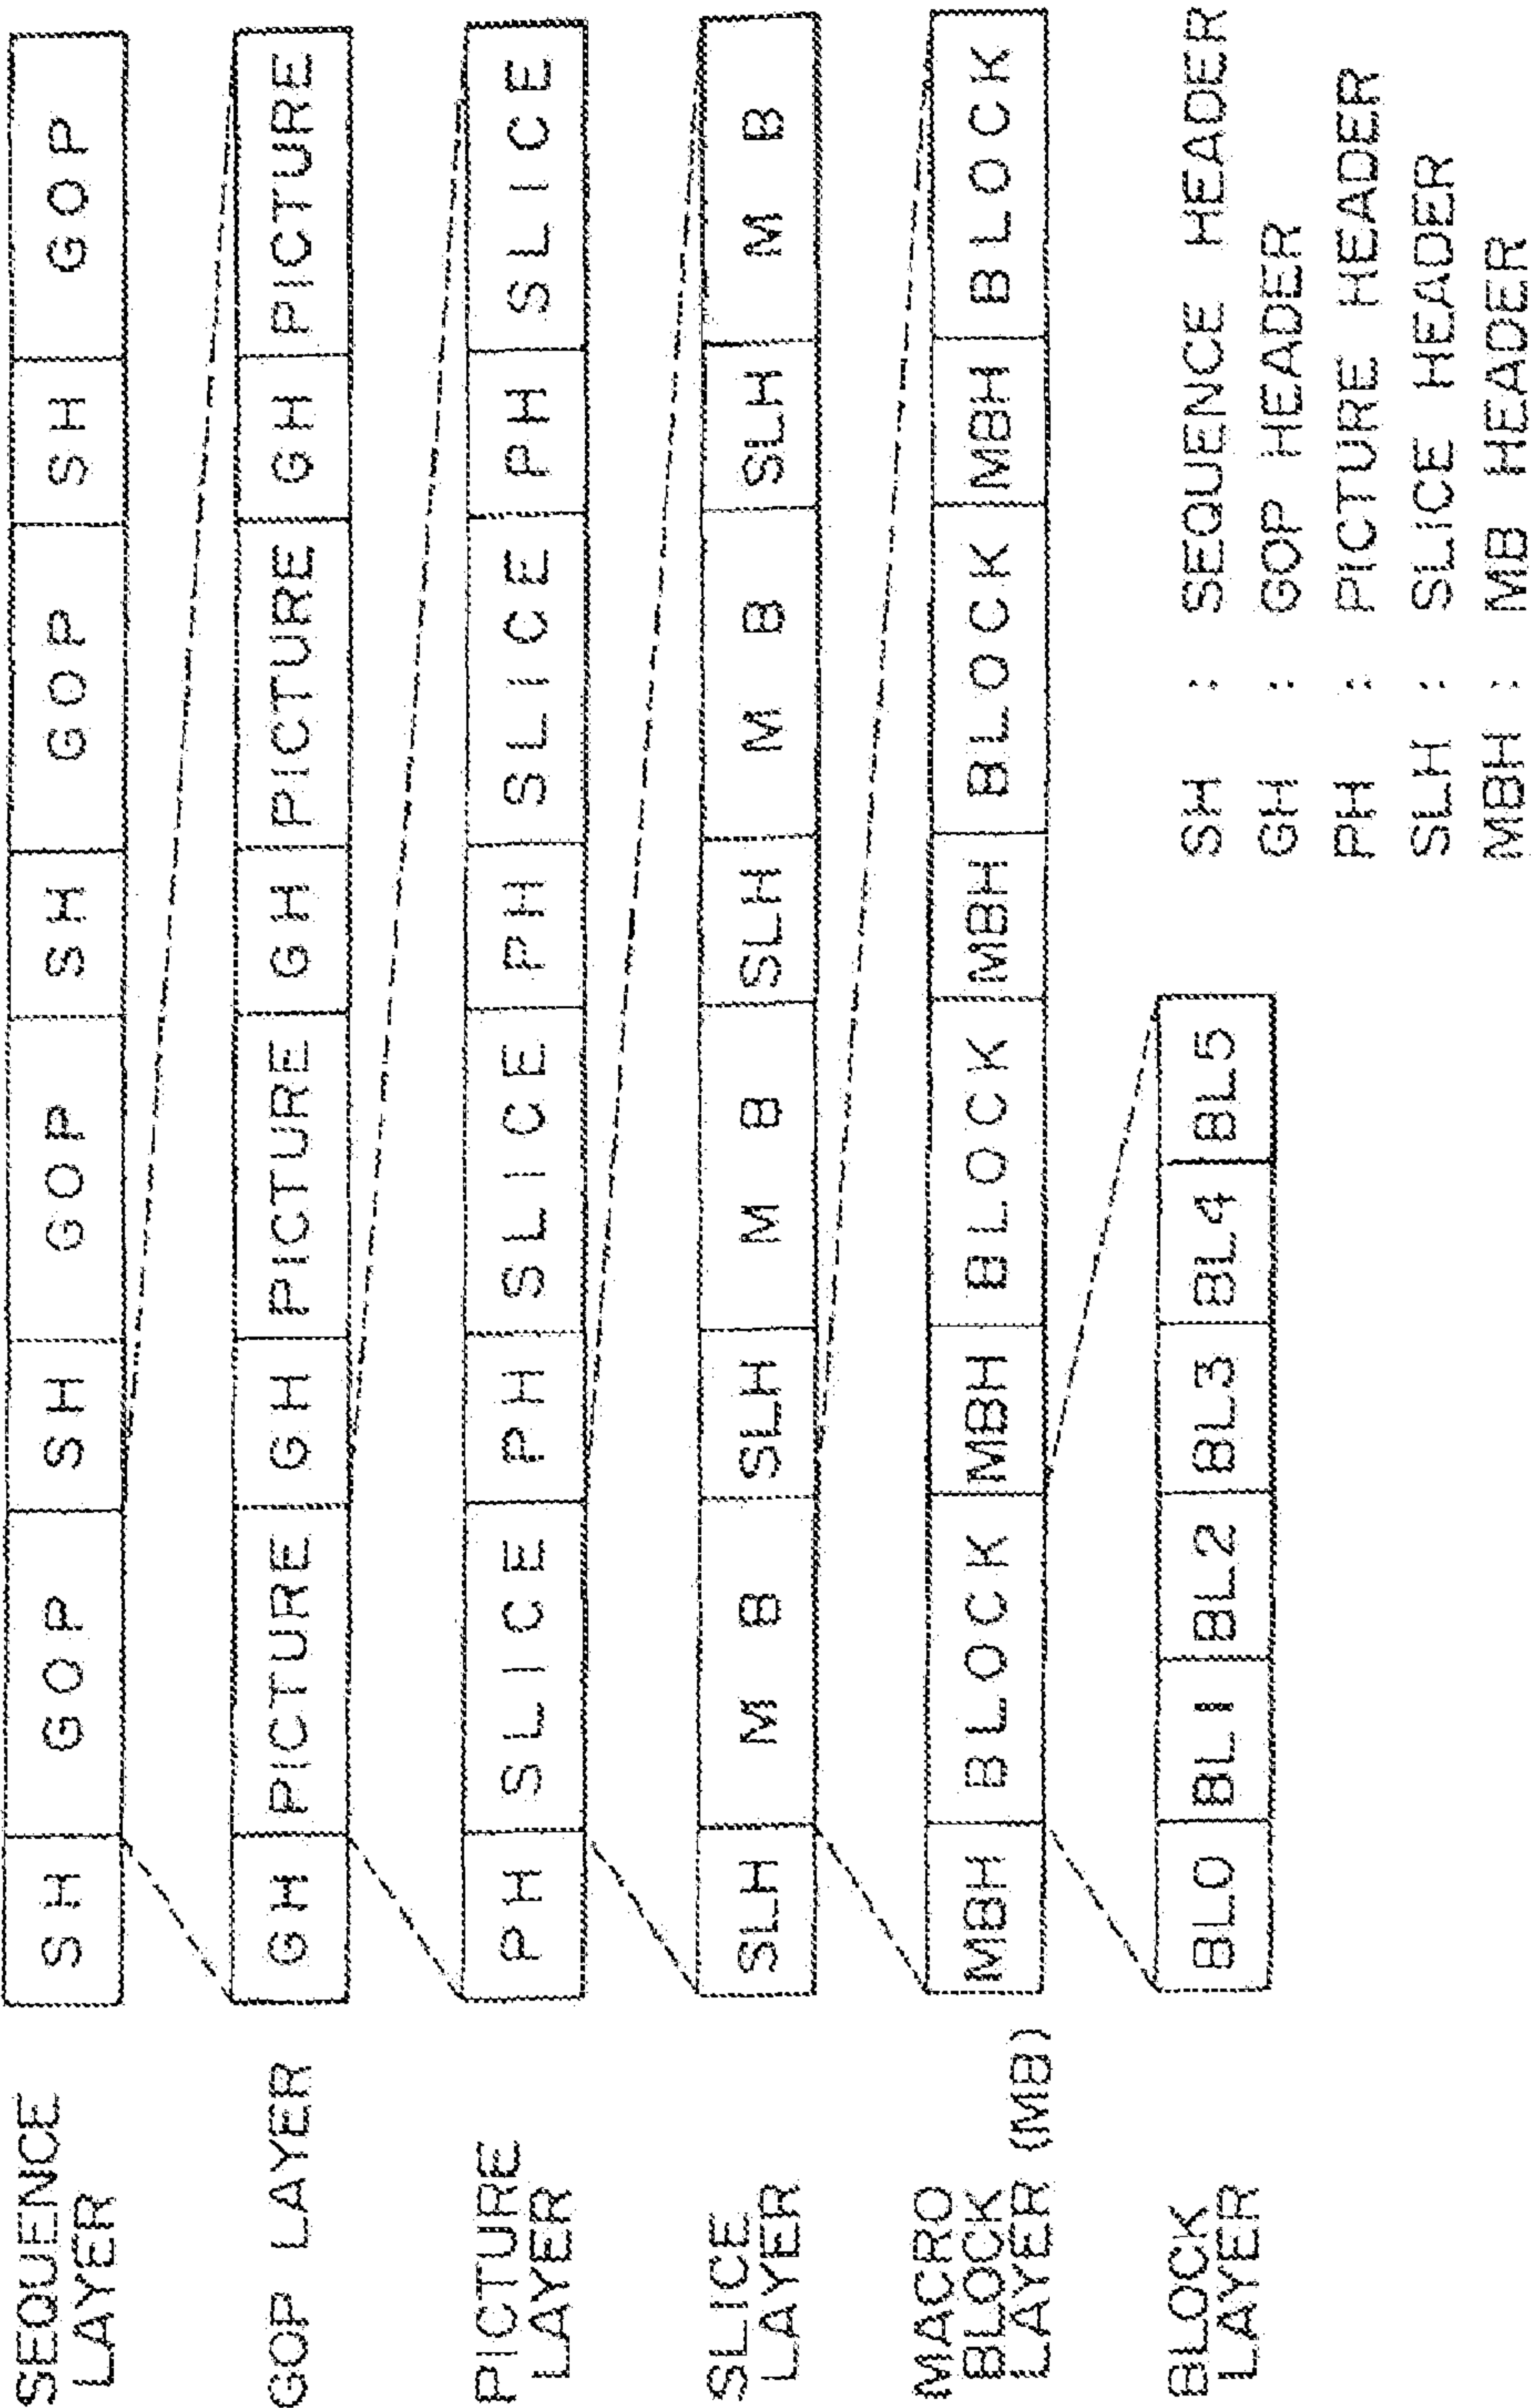 SEQUENCE
LAYER
SH GOP SH GOP SH GOP SH GOP
GOP LAYER
GH PICTURE GH PICTURE GH PICTURE GH PICTURE
PICTURE
LAYER
PH SLICE PH SLICE PH SLICE PH SLICE
SLICE
LAYER
SLH M B SLH M B SLH M B SLH M B
MACRO
BLOCK
LAYER (MB)
MBH BLOCK MBH BLOCK MBH BLOCK MBH BLOCK
BLOCK
LAYER
BL0 BL1 BL2 BL3 BL4 BL5
SH : SEQUENCE HEADER
GH : GOP HEADER
PH : PICTURE HEADER
SLH : SLICE HEADER
MBH : MB HEADER